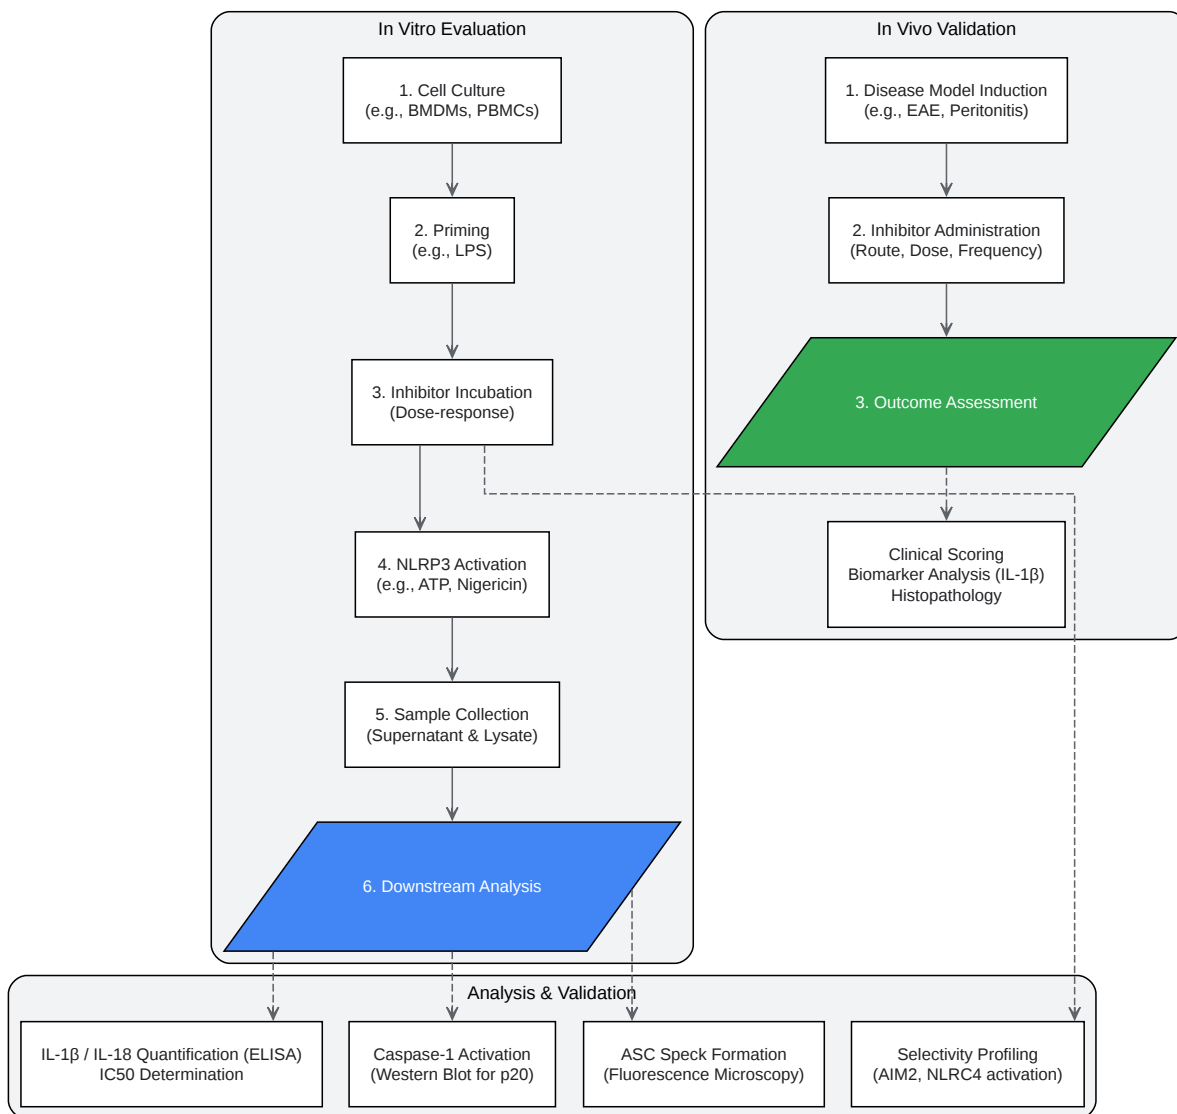 In Vitro Evaluation
1. Cell Culture
(e.g., BMDMs, PBMCs)
2. Priming
(e.g., LPS)
3. Inhibitor Incubation
(Dose-response)
4. NLRP3 Activation
(e.g., ATP, Nigericin)
5. Sample Collection
(Supernatant & Lysate)
6. Downstream Analysis
In Vivo Validation
1. Disease Model Induction
(e.g., EAE, Peritonitis)
2. Inhibitor Administration
(Route, Dose, Frequency)
3. Outcome Assessment
Clinical Scoring
Biomarker Analysis (IL-1β)
Histopathology
Analysis & Validation
IL-1β / IL-18 Quantification (ELISA)
IC50 Determination
Caspase-1 Activation
(Western Blot for p20)
ASC Speck Formation
(Fluorescence Microscopy)
Selectivity Profiling
(AIM2, NLRC4 activation)